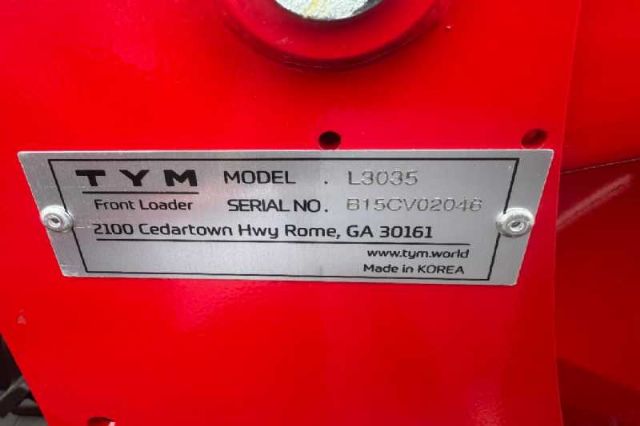 TYM MODEL . L3035
Front Loader SERIAL NO. B15CV02046
2100 Cedartown Hwy Rome, GA 30161
www.tym.world
Made in KOREA